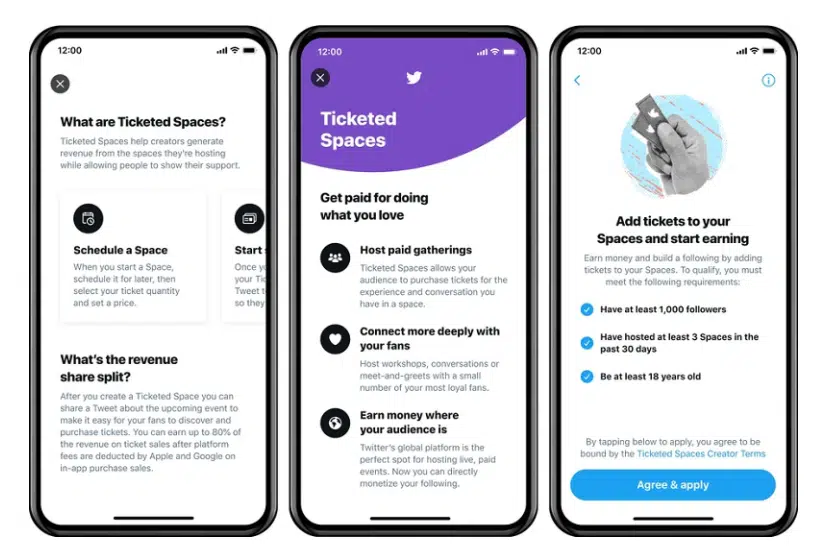 12:00
What are Ticketed Spaces?
Ticketed Spaces help creators generate
revenue from the spaces they're hosting
while allowing people to show their support.
Schedule a Space
When you start a Space,
schedule it for later, then
select your ticket quantity
and set a price.
Start
Once
your
Tweet
so they
What's the revenue
share split?
After you create a Ticketed Space you can
share a Tweet about the upcoming event to
make it easy for your fans to discover and
purchase tickets. You can earn up to 80% of
the revenue on ticket sales after platform
fees are deducted by Apple and Google on
in-app purchase sales.
12:00
Ticketed
Spaces
Get paid for doing
what you love
Host paid gatherings
Ticketed Spaces allows your
audience to purchase tickets for the
experience and conversation you
have in a space.
Connect more deeply with
your fans
Host workshops, conversations or
meet-and-greets with a small
number of your most loyal fans.
Earn money where
your audience is
Twitter's global platform is the
perfect spot for hosting live, paid
events. Now you can directly
monetize your following.
12:00
Add tickets to your
Spaces and start earning
Earn money and build a following by adding
tickets to your Spaces. To qualify, you must
meet the following requirements:
Have at least 1,000 followers
Have hosted at least 3 Spaces in the
past 30 days
Be at least 18 years old
By tapping below to apply, you agree to be
bound by the Ticketed Spaces Creator Terms
Agree & apply